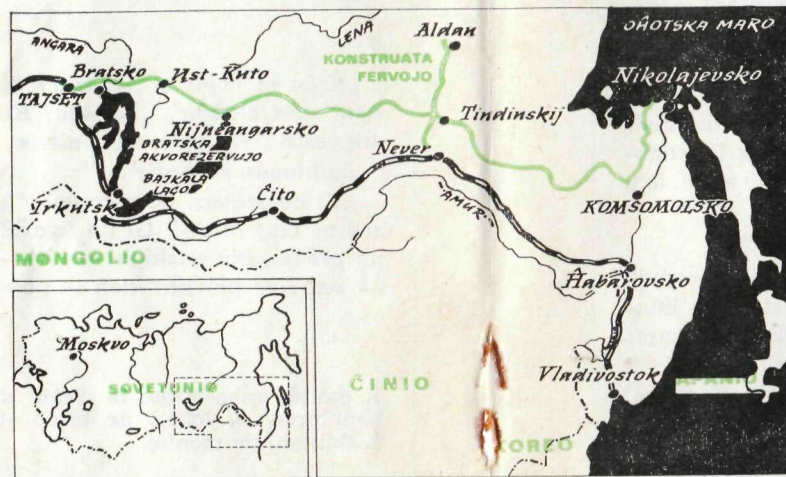 OĤOTSKA MARO
ANGARA
LENA
Aldan
KONSTRUATA
FERVOJO
Bratsko
Ust-Kuto
Nikolajevsko
TAJŜET
Tindinskij
Niĵneangarsko
BRATSKA
AKVOREZERVUJO
Never
BAJKALA
LAGO
Irkutsk
Ĉito
AMUR
KOMSOMOLSKO
MONGOLIO
Ĥabarovsko
Moskvo
SOVETUNIO
ĈINIO
Vladivostok
APANIO
KOREO